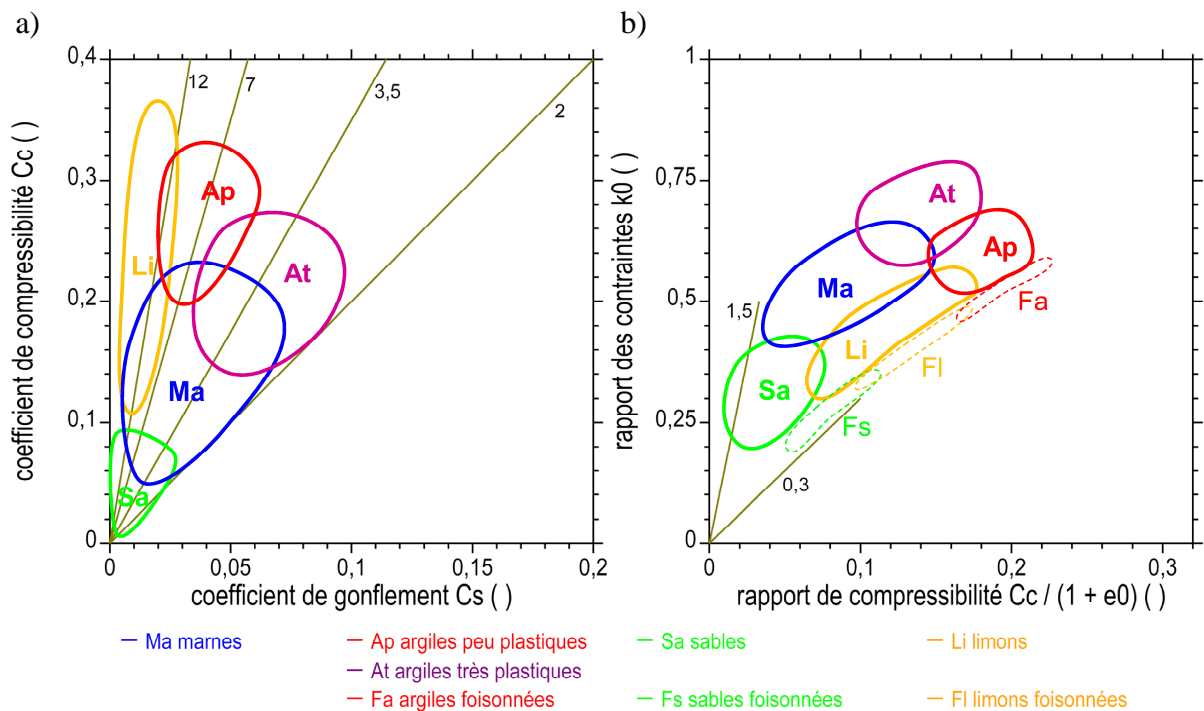 a)
0,4
0,3
0,2
0,1
0
0
0,05
0,1
0,15
0,2
coefficient de compressibilité Cc ( )
coefficient de gonflement Cs ( )
12
7
3,5
2
Li
Ap
At
Ma
Sa
b)
1
0,75
0,5
0,25
0
0
0,1
0,2
0,3
rapport des contraintes k0 ( )
rapport de compressibilité Cc / (1 + e0) ( )
1,5
0,3
At
Ap
Ma
Fa
Li
Fl
Sa
Fs
Ma marnes
Ap argiles peu plastiques
Sa sables
Li limons
At argiles très plastiques
Fa argiles foisonnées
Fs sables foisonnées
Fl limons foisonnées